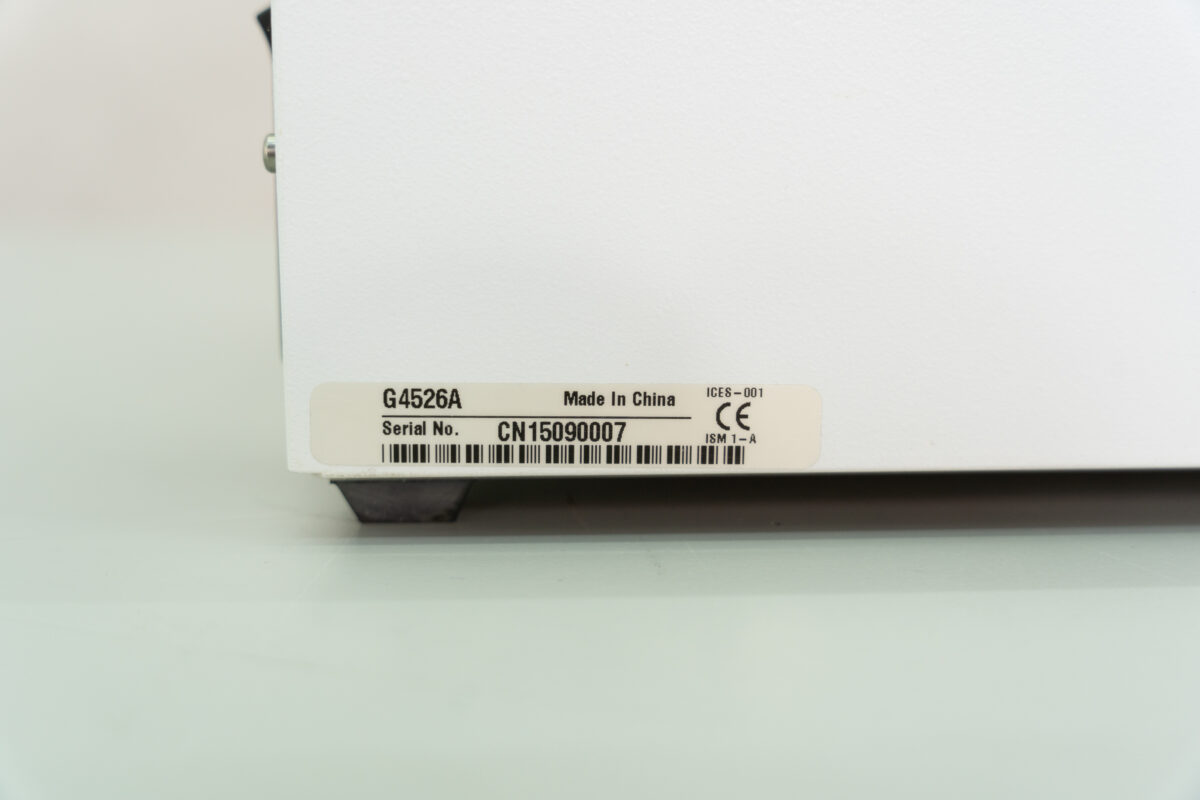 G4526A Made In China ICES-001
CE
Serial No. CN15090007
ISM 1-A